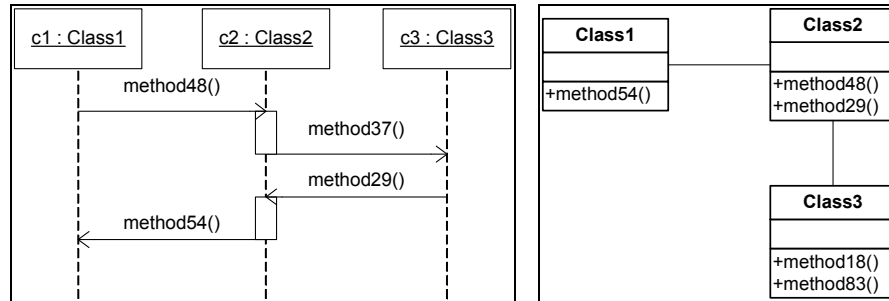 c1 : Class1
c2 : Class2
c3 : Class3
method48()
method37()
method29()
method54()
Class1
+method54()
Class2
+method48()
+method29()
Class3
+method18()
+method83()